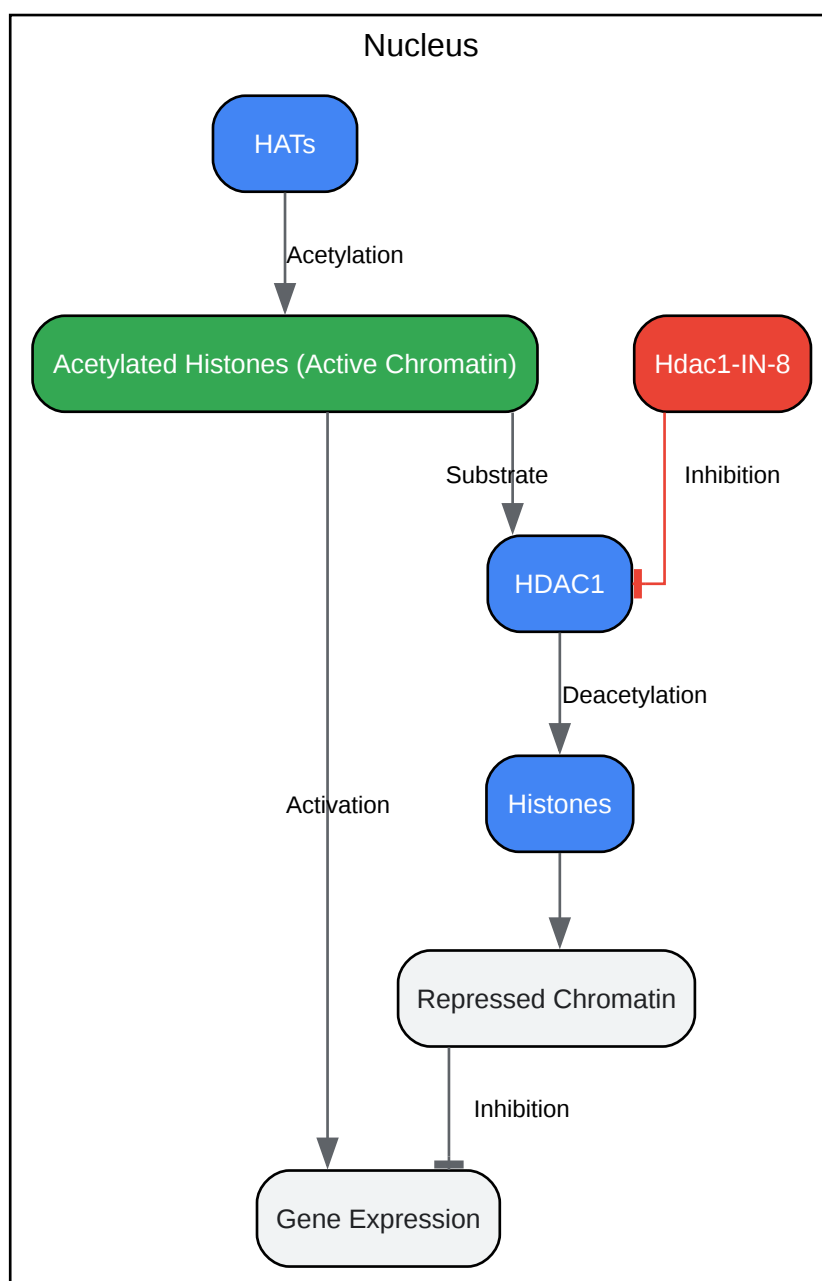 Nucleus
HATs
Acetylation
Acetylated Histones (Active Chromatin)
Hdac1-IN-8
Substrate
Inhibition
HDAC1
Deacetylation
Histones
Activation
Repressed Chromatin
Inhibition
Gene Expression